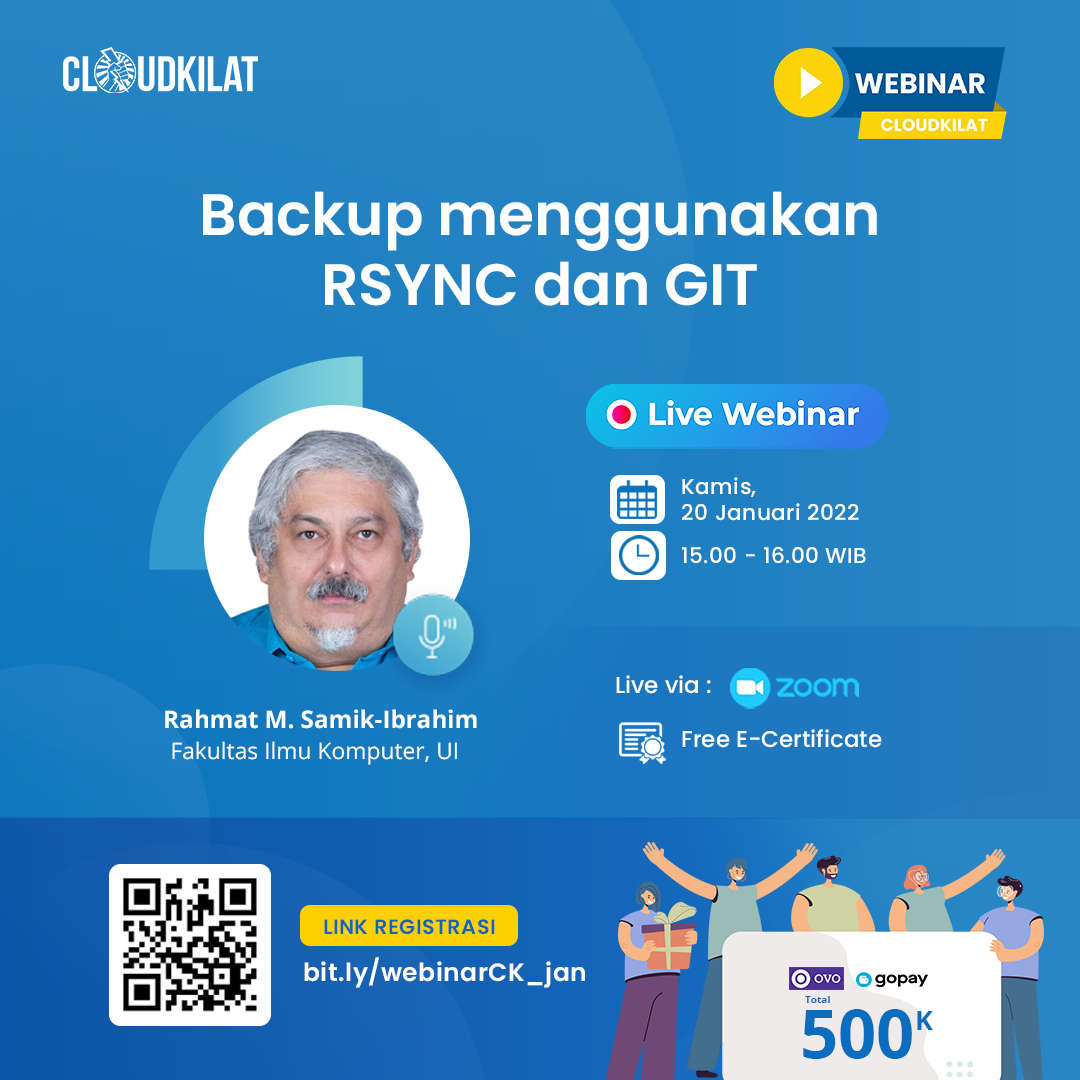 CLOUDKILAT
WEBINAR
CLOUDKILAT
Backup menggunakan
RSYNC dan GIT
Live Webinar
Kamis,
20 Januari 2022
15.00 - 16.00 WIB
Live via : zoom
Free E-Certificate
Rahmat M. Samik-Ibrahim
Fakultas Ilmu Komputer, UI
LINK REGISTRASI
bit.ly/webinarCK_jan
OVO gopay
Total
500K